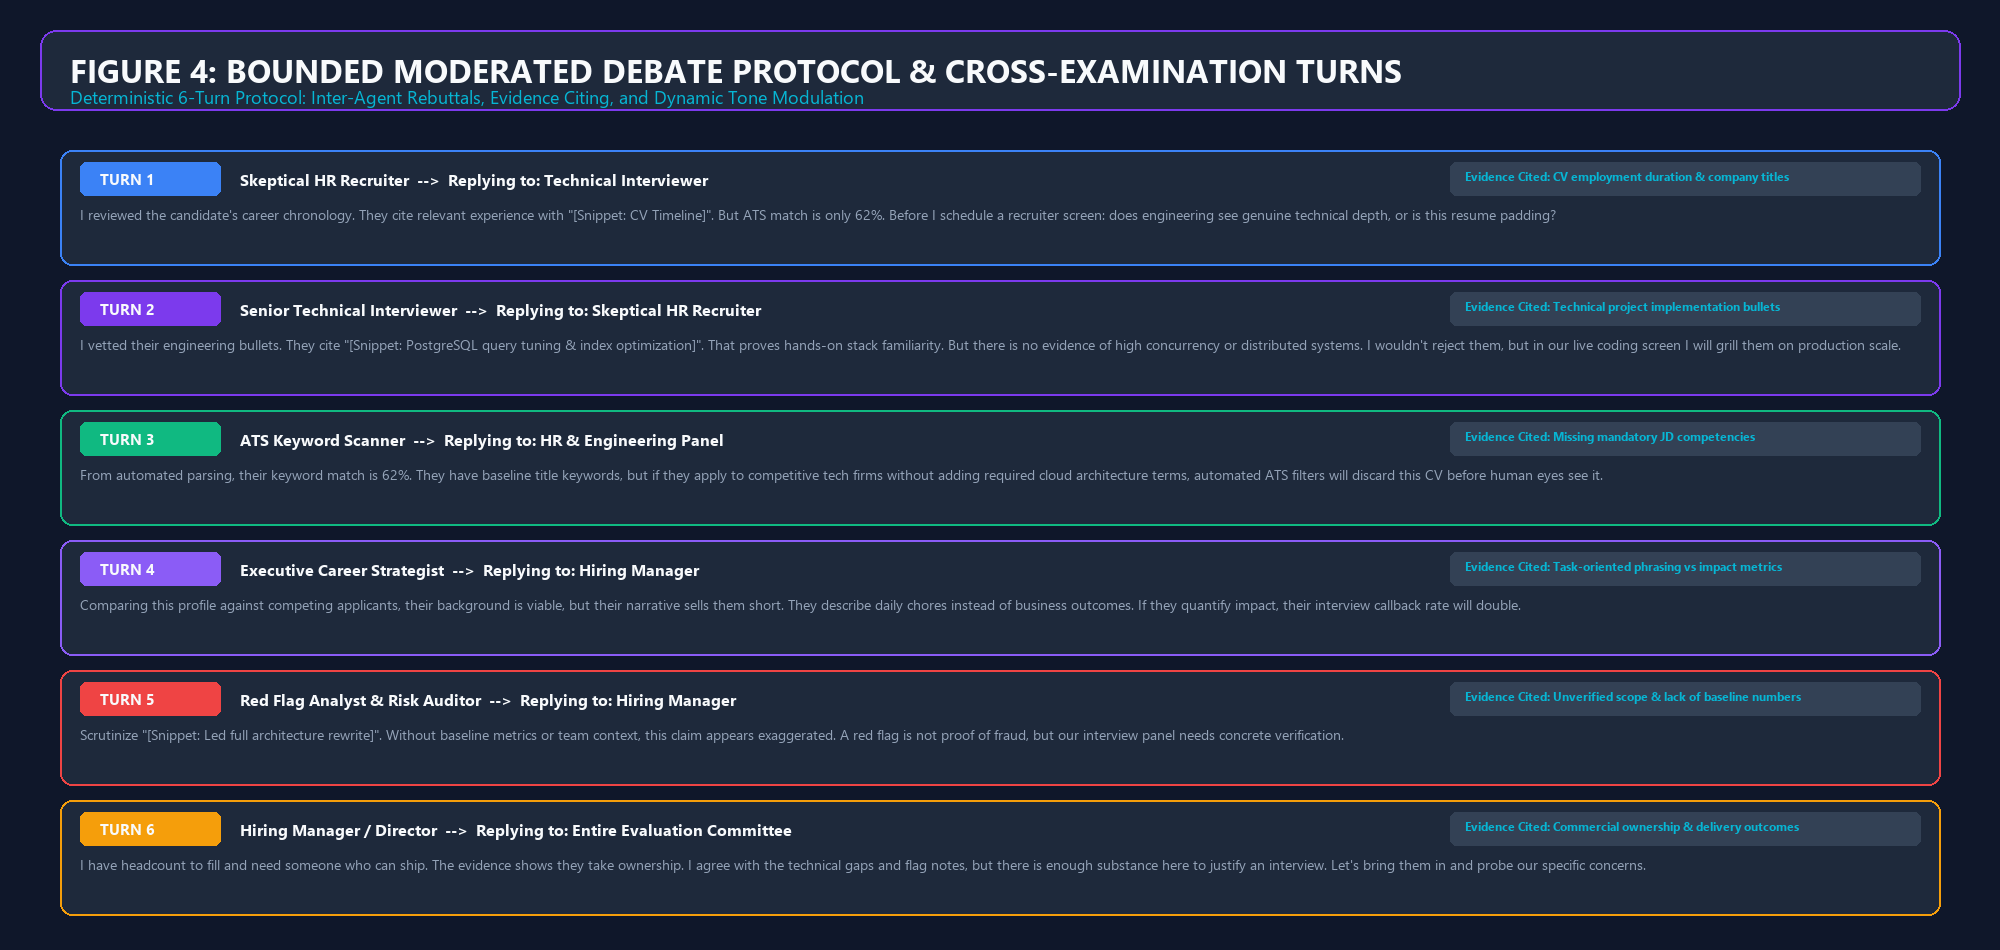 FIGURE 4: BOUNDED MODERATED DEBATE PROTOCOL & CROSS-EXAMINATION TURNS
Deterministic 6-Turn Protocol: Inter-Agent Rebuttals, Evidence Citing, and Dynamic Tone Modulation
TURN 1
Skeptical HR Recruiter --> Replying to: Technical Interviewer
Evidence Cited: CV employment duration & company titles
I reviewed the candidate's career chronology. They cite relevant experience with "[Snippet: CV Timeline]". But ATS match is only 62%. Before I schedule a recruiter screen: does engineering see genuine technical depth, or is this resume padding?
TURN 2
Senior Technical Interviewer --> Replying to: Skeptical HR Recruiter
Evidence Cited: Technical project implementation bullets
I vetted their engineering bullets. They cite "[Snippet: PostgreSQL query tuning & index optimization]". That proves hands-on stack familiarity. But there is no evidence of high concurrency or distributed systems. I wouldn't reject them, but in our live coding screen I will grill them on production scale.
TURN 3
ATS Keyword Scanner --> Replying to: HR & Engineering Panel
Evidence Cited: Missing mandatory JD competencies
From automated parsing, their keyword match is 62%. They have baseline title keywords, but if they apply to competitive tech firms without adding required cloud architecture terms, automated ATS filters will discard this CV before human eyes see it.
TURN 4
Executive Career Strategist --> Replying to: Hiring Manager
Evidence Cited: Task-oriented phrasing vs impact metrics
Comparing this profile against competing applicants, their background is viable, but their narrative sells them short. They describe daily chores instead of business outcomes. If they quantify impact, their interview callback rate will double.
TURN 5
Red Flag Analyst & Risk Auditor --> Replying to: Hiring Manager
Evidence Cited: Unverified scope & lack of baseline numbers
Scrutinize "[Snippet: Led full architecture rewrite]". Without baseline metrics or team context, this claim appears exaggerated. A red flag is not proof of fraud, but our interview panel needs concrete verification.
TURN 6
Hiring Manager / Director --> Replying to: Entire Evaluation Committee
Evidence Cited: Commercial ownership & delivery outcomes
I have headcount to fill and need someone who can ship. The evidence shows they take ownership. I agree with the technical gaps and flag notes, but there is enough substance here to justify an interview. Let's bring them in and probe our specific concerns.